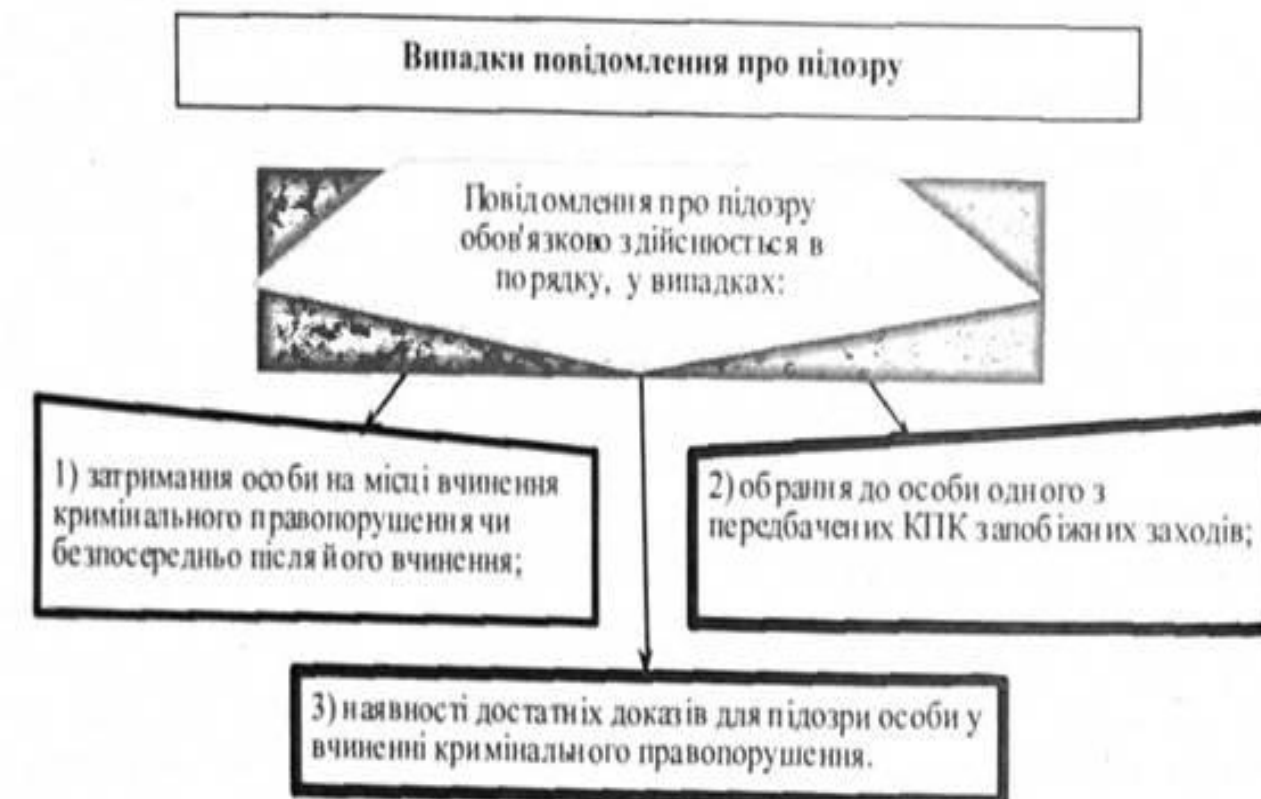 Випадки повідомлення про підозру
Повідомлення про підозру
обов'язково здійснюється в
порядку, у випадках:
1) затримання особи на місці вчинення
кримінального правопорушення чи
безпосередньо після його вчинення;
2) обрання до особи одного з
передбачених КПК запобіжних заходів;
3) наявності достатніх доказів для підозри особи у
вчиненні кримінального правопорушення.